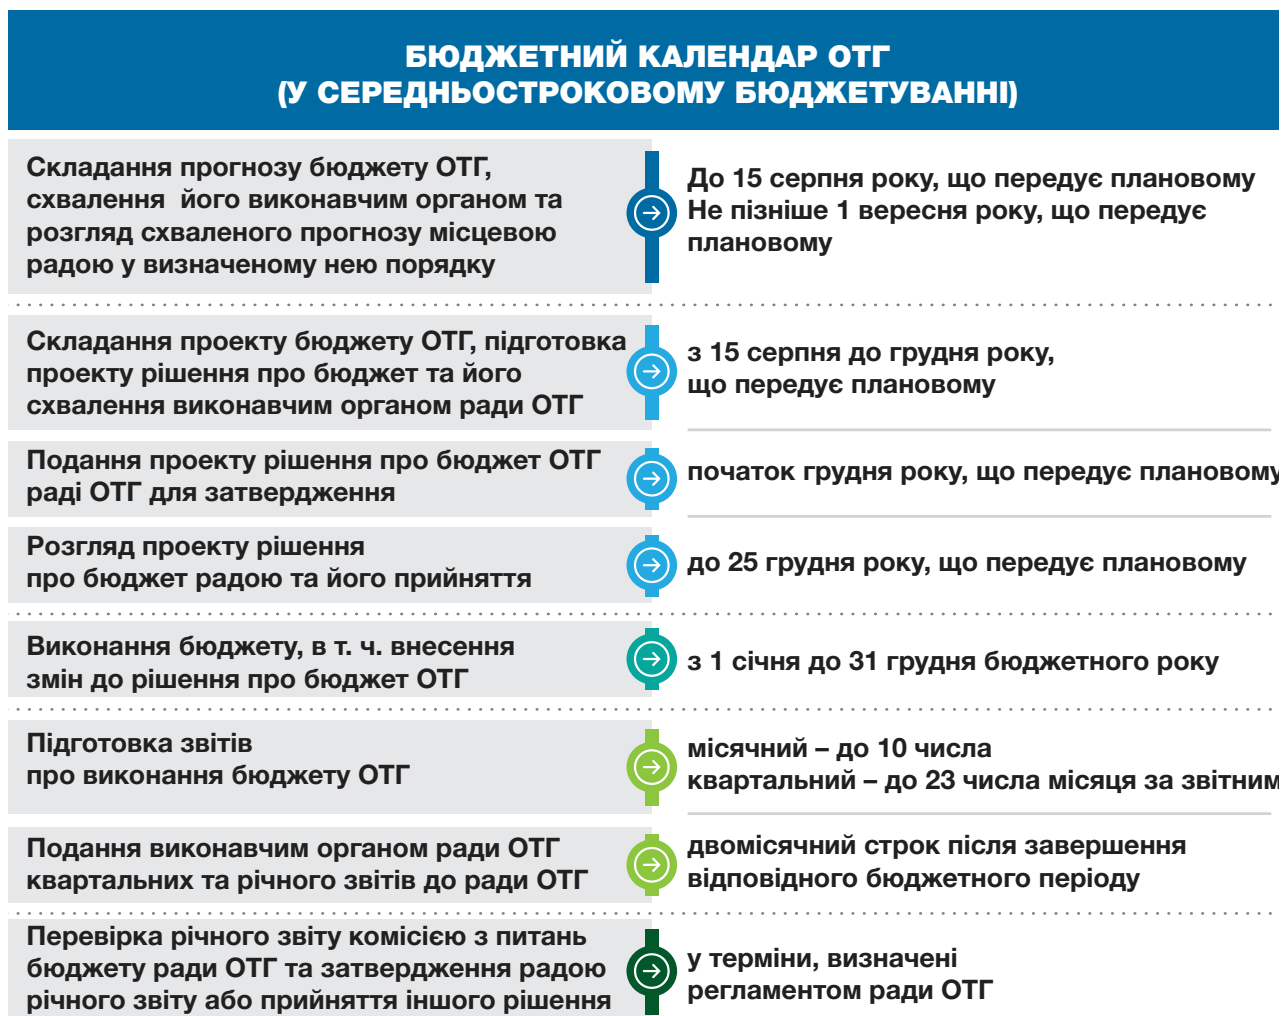 БЮДЖЕТНИЙ КАЛЕНДАР ОТГ
(У СЕРЕДНЬОСТРОКОВОМУ БЮДЖЕТУВАННІ)
Складання прогнозу бюджету ОТГ,
схвалення його виконавчим органом та
розгляд схваленого прогнозу місцевою
радою у визначеному нею порядку
До 15 серпня року, що передує плановому
Не пізніше 1 вересня року, що передує
плановому
Складання проекту бюджету ОТГ, підготовка
проекту рішення про бюджет та його
схвалення виконавчим органом ради ОТГ
з 15 серпня до грудня року,
що передує плановому
Подання проекту рішення про бюджет ОТГ
раді ОТГ для затвердження
початок грудня року, що передує плановому
Розгляд проекту рішення
про бюджет радою та його прийняття
до 25 грудня року, що передує плановому
Виконання бюджету, в т. ч. внесення
змін до рішення про бюджет ОТГ
з 1 січня до 31 грудня бюджетного року
Підготовка звітів
про виконання бюджету ОТГ
місячний – до 10 числа
квартальний – до 23 числа місяця за звітним
Подання виконавчим органом ради ОТГ
квартальних та річного звітів до ради ОТГ
двомісячний строк після завершення
відповідного бюджетного періоду
Перевірка річного звіту комісією з питань
бюджету ради ОТГ та затвердження радою
річного звіту або прийняття іншого рішення
у терміни, визначені
регламентом ради ОТГ